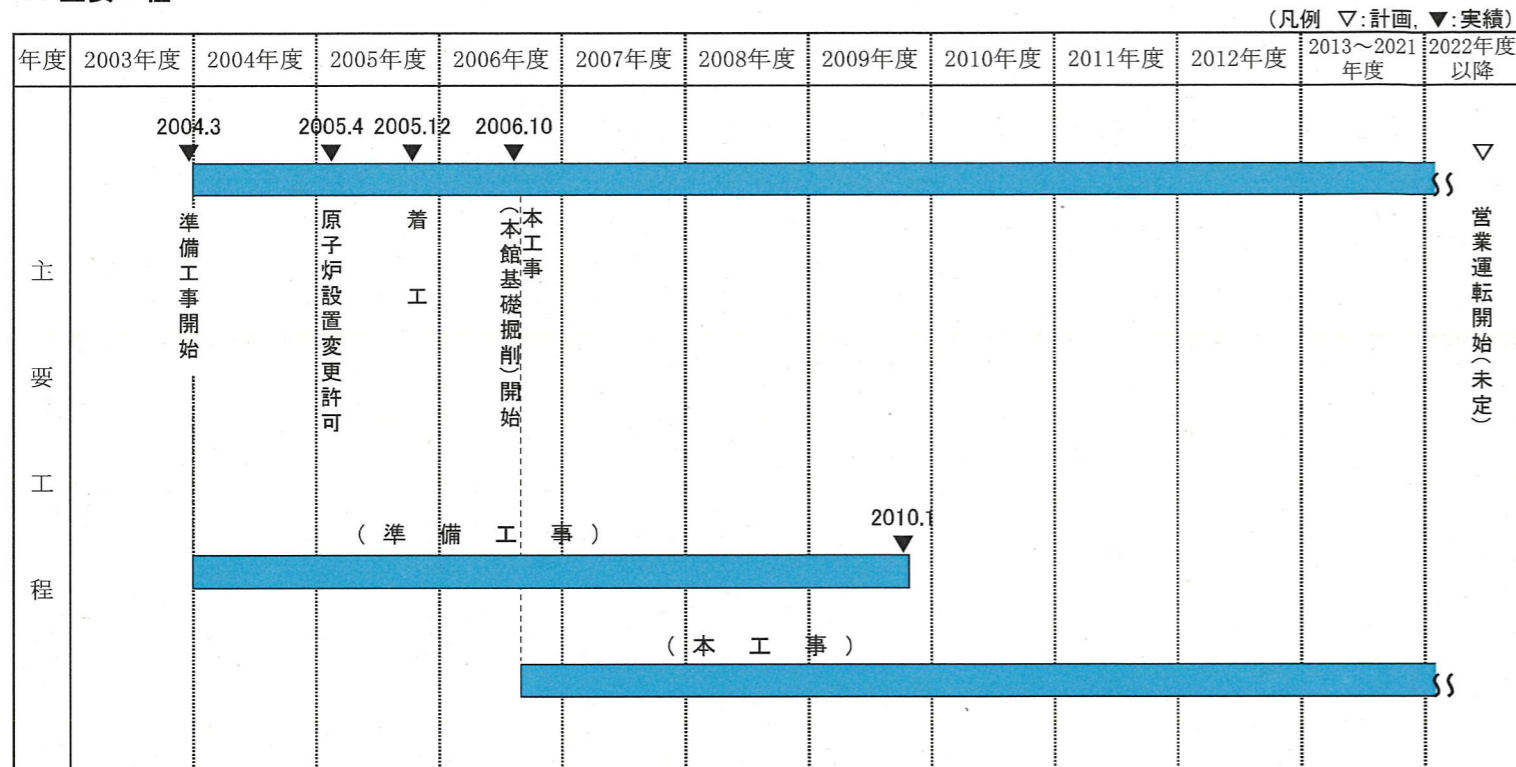 (凡例 ▽:計画, ▼:実績)
年度 2003年度 2004年度 2005年度 2006年度 2007年度 2008年度 2009年度 2010年度 2011年度 2012年度 2013~2021年度 2022年度以降
主要工程
2004.3 2005.4 2005.12 2006.10
準備工事開始
原子炉設置変更許可
着工
本工事
(本館基礎掘削)開始
営業運転開始(未定)
2010.1
(準備工事)
(本工事)